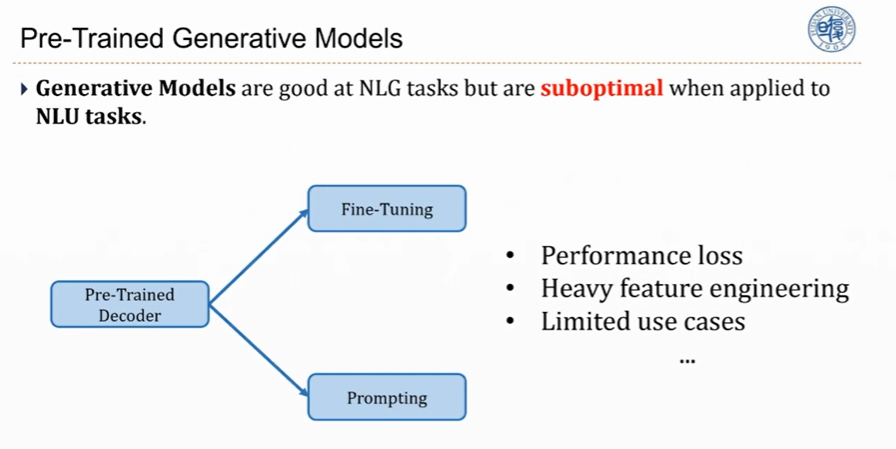 Pre-Trained Generative Models
Generative Models are good at NLG tasks but are suboptimal when applied to
NLU tasks.
Fine-Tuning
Pre-Trained
Decoder
Prompting
• Performance loss
• Heavy feature engineering
• Limited use cases
...